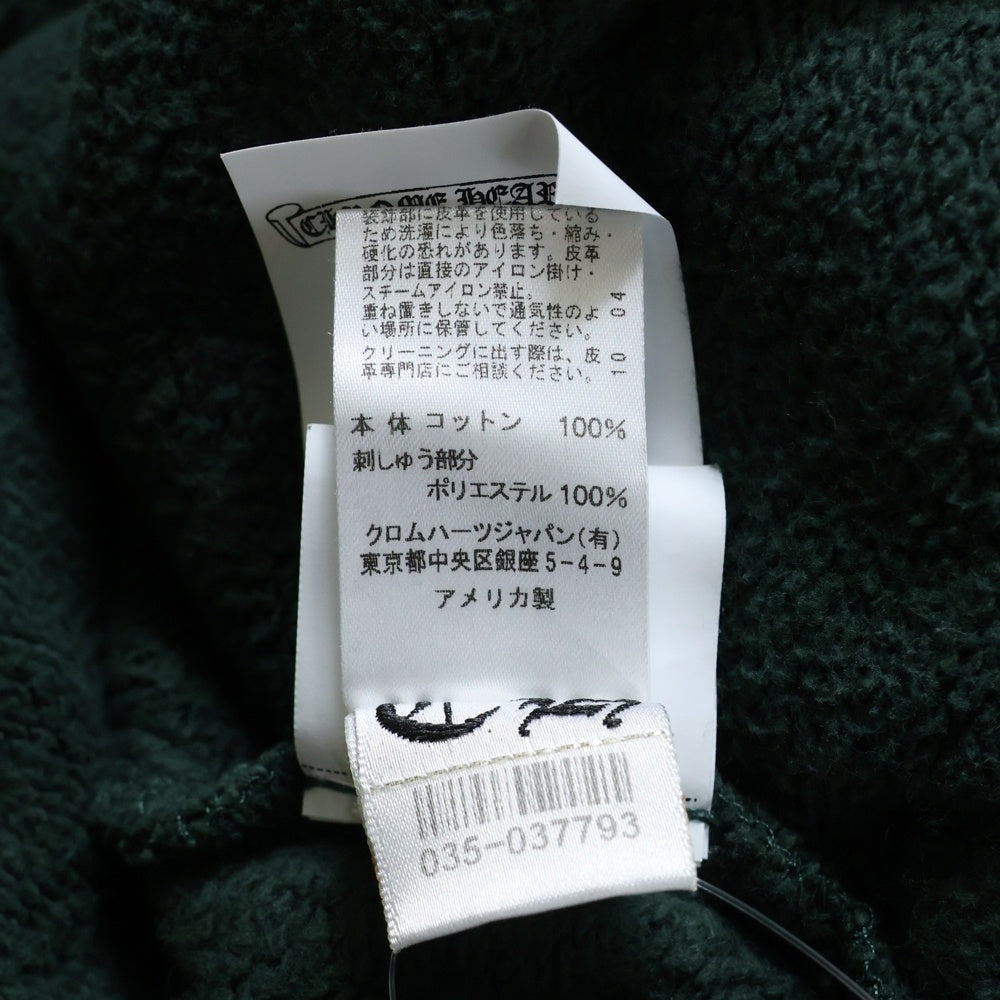 CHROME HEAR
装飾部に皮革を使用している
ため洗濯により色落ち・縮み・
硬化の恐れがあります。皮革
部分は直接のアイロン掛け・
スチームアイロン禁止。
重ね置きしないで通気性のよ
い場所に保管してください。
クリーニングに出す際は、皮
革専門店にご相談ください。
10 04
本体 コットン 100%
刺しゅう部分
ポリエステル 100%
クロムハーツジャパン(有)
東京都中央区銀座5-4-9
アメリカ製
035-037793